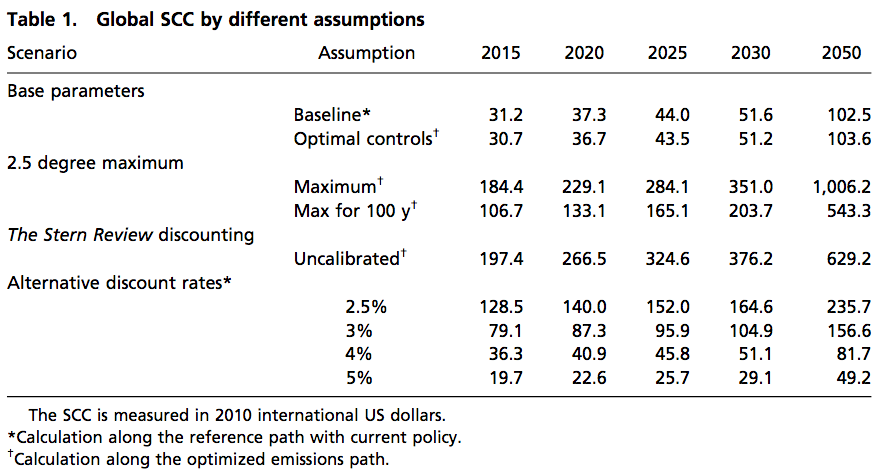 Table 1. Global SCC by different assumptions
Scenario Assumption 2015 2020 2025 2030 2050
Base parameters
Baseline* 31.2 37.3 44.0 51.6 102.5
Optimal controls† 30.7 36.7 43.5 51.2 103.6
2.5 degree maximum
Maximum† 184.4 229.1 284.1 351.0 1,006.2
Max for 100 y† 106.7 133.1 165.1 203.7 543.3
The Stern Review discounting
Uncalibrated† 197.4 266.5 324.6 376.2 629.2
Alternative discount rates*
2.5% 128.5 140.0 152.0 164.6 235.7
3% 79.1 87.3 95.9 104.9 156.6
4% 36.3 40.9 45.8 51.1 81.7
5% 19.7 22.6 25.7 29.1 49.2
The SCC is measured in 2010 international US dollars.
*Calculation along the reference path with current policy.
†Calculation along the optimized emissions path.